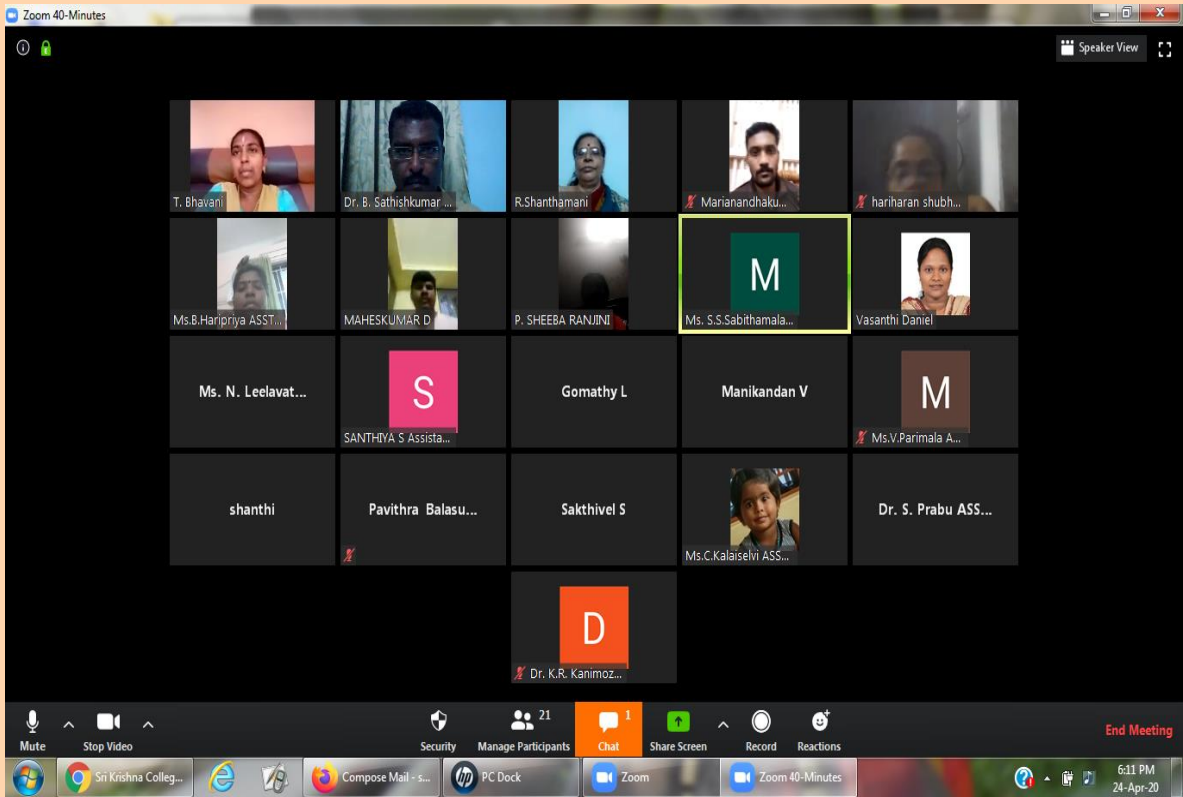 Zoom 40-Minutes
Speaker View
T. Bhavani
Dr. B. Sathishkumar ...
R.Shanthamani
Marianandhaku...
hariharan shubh...
Ms.B.Haripriya ASST...
MAHESKUMAR D
P. SHEEBA RANJINI
M
Ms. S.S.Sabithamala...
Vasanthi Daniel
Ms. N. Leelavat...
S
SANTHIYA S Assista...
Gomathy L
Manikandan V
M
Ms.V.Parimala A...
shanthi
Pavithra Balasu...
Sakthivel S
Ms.C.Kalaiselvi ASS...
Dr. S. Prabu ASS...
D
Dr. K.R. Kanimoz...
Mute
Stop Video
Security
21
Manage Participants
1
Chat
Share Screen
Record
Reactions
End Meeting
Sri Krishna Colleg...
Compose Mail - s...
hp
PC Dock
Zoom
Zoom 40-Minutes
6:11 PM
24-Apr-20